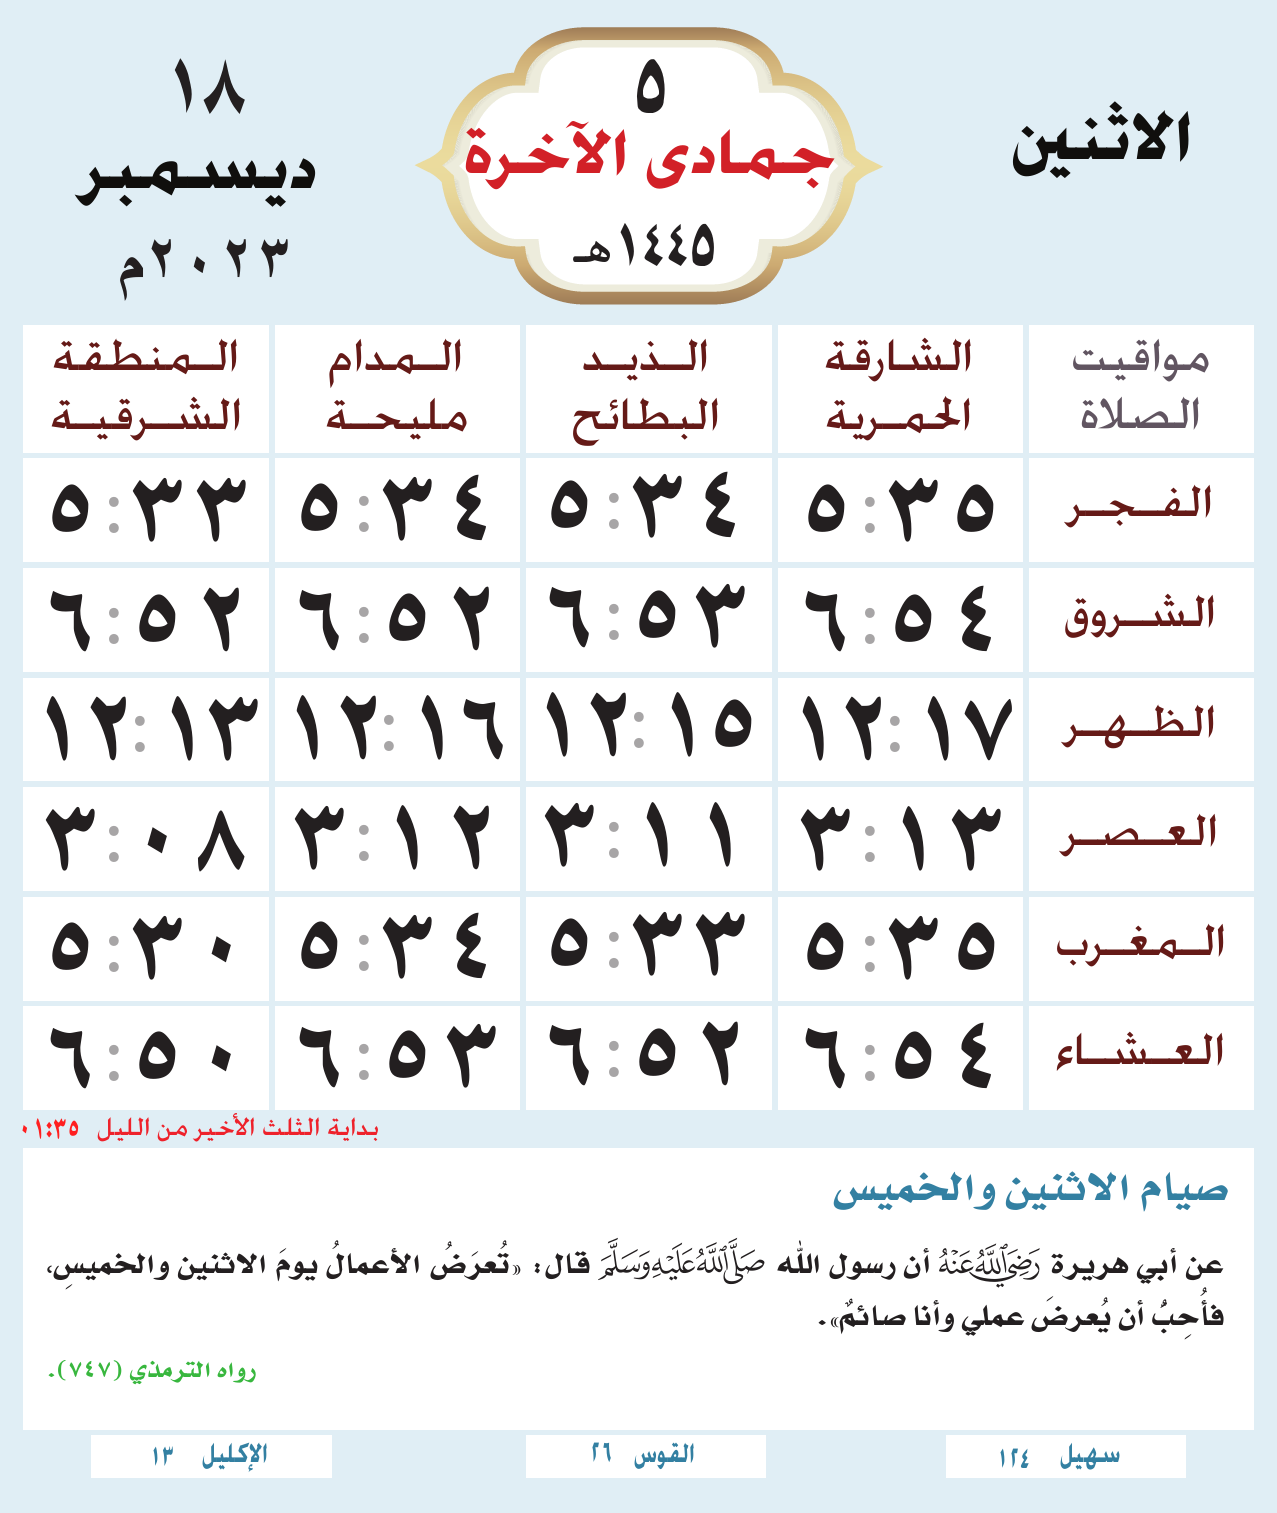 الاثنين
٥
جمادى الآخرة
١٤٤٥هـ
١٨
ديسمبر
٢٠٢٣م
مواقيت الصلاة	الشارقة الحمرية	الذيد البطائح	المدام مليحة	المنطقة الشرقية
الفجر	٥:٣٥	٥:٣٤	٥:٣٤	٥:٣٣
الشروق	٦:٥٤	٦:٥٣	٦:٥٢	٦:٥٢
الظهر	١٢:١٧	١٢:١٥	١٢:١٦	١٢:١٣
العصر	٣:١٣	٣:١١	٣:١٢	٣:٠٨
المغرب	٥:٣٥	٥:٣٣	٥:٣٤	٥:٣٠
العشاء	٦:٥٤	٦:٥٢	٦:٥٣	٦:٥٠
بداية الثلث الأخير من الليل ٠١:٣٥
صيام الاثنين والخميس
عن أبي هريرة رَضِيَ اللَّهُ عَنْهُ أن رسول الله صَلَّى اللَّهُ عَلَيْهِ وَسَلَّمَ قال: «تُعرَضُ الأعمالُ يومَ الاثنين والخميسِ،
فأُحِبُّ أن يُعرضَ عملي وأنا صائمٌ».
رواه الترمذي (٧٤٧).
سهيل ١٢٤
القوس ٢٦
الإكليل ١٣